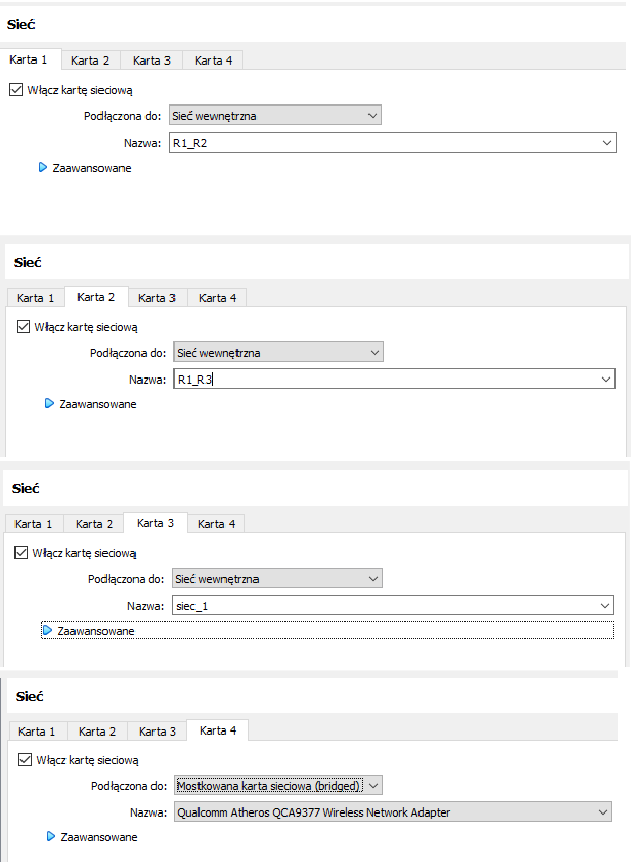 Sieć
Karta 1 Karta 2 Karta 3 Karta 4
Włącz kartę sieciową
Podłączona do: Sieć wewnętrzna
Nazwa: R1_R2
Zaawansowane
Sieć
Karta 1 Karta 2 Karta 3 Karta 4
Włącz kartę sieciową
Podłączona do: Sieć wewnętrzna
Nazwa: R1_R3
Zaawansowane
Sieć
Karta 1 Karta 2 Karta 3 Karta 4
Włącz kartę sieciową
Podłączona do: Sieć wewnętrzna
Nazwa: siec_1
Zaawansowane
Sieć
Karta 1 Karta 2 Karta 3 Karta 4
Włącz kartę sieciową
Podłączona do: Mostkowana karta sieciowa (bridged)
Nazwa: Qualcomm Atheros QCA9377 Wireless Network Adapter
Zaawansowane